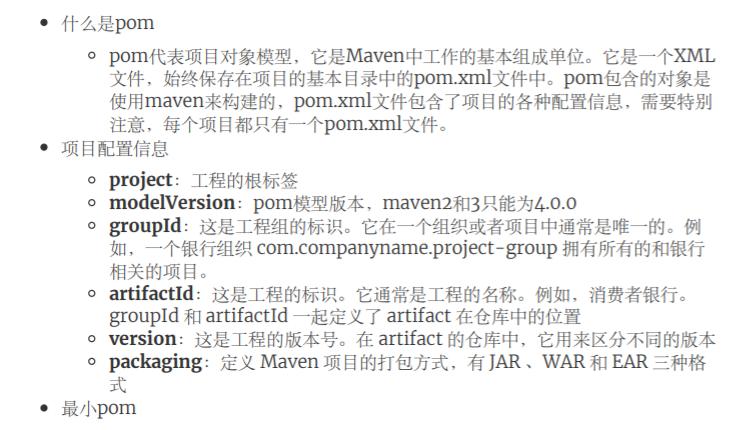 什么是pom
pom代表项目对象模型，它是Maven中工作的基本组成单位。它是一个XML
文件，始终保存在项目的基本目录中的pom.xml文件中。pom包含的对象是
使用maven来构建的，pom.xml文件包含了项目的各种配置信息，需要特别
注意，每个项目都只有一个pom.xml文件。
项目配置信息
project：工程的根标签
modelVersion：pom模型版本，maven2和3只能为4.0.0
groupId：这是工程组的标识。它在一个组织或者项目中通常是唯一的。例
如，一个银行组织 com.companyname.project-group 拥有所有的和银行
相关的项目。
artifactId：这是工程的标识。它通常是工程的名称。例如，消费者银行。
groupId 和 artifactId 一起定义了 artifact 在仓库中的位置
version：这是工程的版本号。在 artifact 的仓库中，它用来区分不同的版本
packaging：定义 Maven 项目的打包方式，有 JAR 、WAR 和 EAR 三种格
式
最小pom